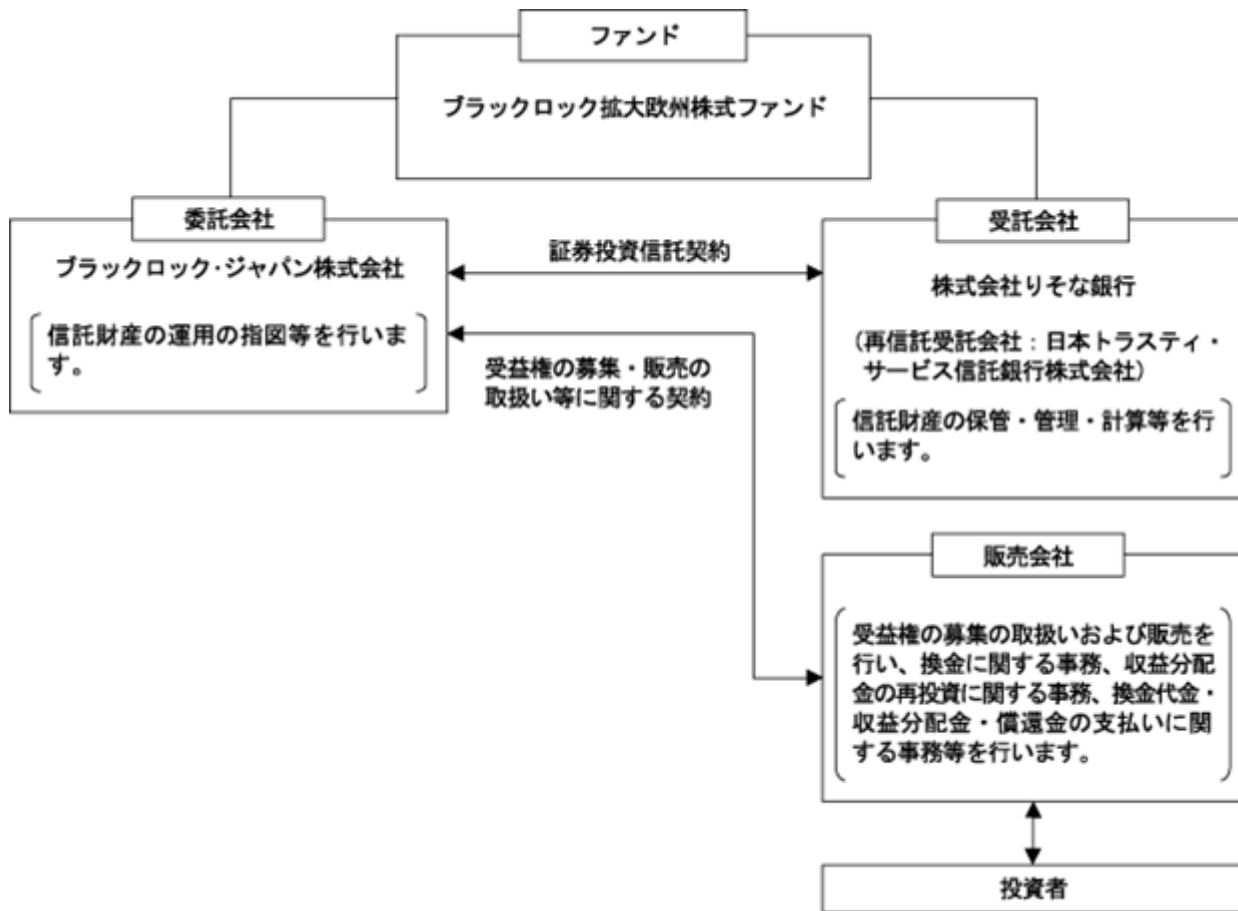 ファンド
ブラックロック拡大欧州株式ファンド
委託会社
ブラックロック・ジャパン株式会社
信託財産の運用の指図等を行いま
す。
証券投資信託契約
受益権の募集・販売の
取扱い等に関する契約
受託会社
株式会社りそな銀行
（再信託受託会社：日本トラスティ・
サービス信託銀行株式会社）
信託財産の保管・管理・計算等を行
います。
販売会社
受益権の募集の取扱いおよび販売を
行い、換金に関する事務、収益分配
金の再投資に関する事務、換金代金・
収益分配金・償還金の支払いに関
する事務等を行います。
投資者